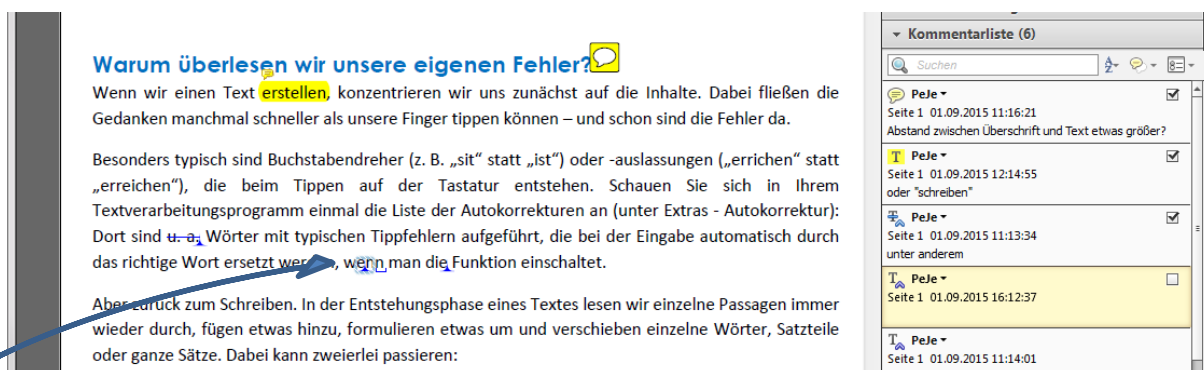 Warum überlesen wir unsere eigenen Fehler?
Wenn wir einen Text erstellen, konzentrieren wir uns zunächst auf die Inhalte. Dabei fließen die
Gedanken manchmal schneller als unsere Finger tippen können – und schon sind die Fehler da.
Besonders typisch sind Buchstabendreher (z. B. „sit“ statt „ist“) oder -auslassungen („errichen“ statt
„erreichen“), die beim Tippen auf der Tastatur entstehen. Schauen Sie sich in Ihrem
Textverarbeitungsprogramm einmal die Liste der Autokorrekturen an (unter Extras - Autokorrektur):
Dort sind u. a. Wörter mit typischen Tippfehlern aufgeführt, die bei der Eingabe automatisch durch
das richtige Wort ersetzt werden, wenn man die Funktion einschaltet.
Aber zurück zum Schreiben. In der Entstehungsphase eines Textes lesen wir einzelne Passagen immer
wieder durch, fügen etwas hinzu, formulieren etwas um und verschieben einzelne Wörter, Satzteile
oder ganze Sätze. Dabei kann zweierlei passieren:
Kommentarliste (6)
Suchen
PeJe
Seite 1 01.09.2015 11:16:21
Abstand zwischen Überschrift und Text etwas größer?
PeJe
Seite 1 01.09.2015 12:14:55
oder "schreiben"
PeJe
Seite 1 01.09.2015 11:13:34
unter anderem
PeJe
Seite 1 01.09.2015 16:12:37
PeJe
Seite 1 01.09.2015 11:14:01